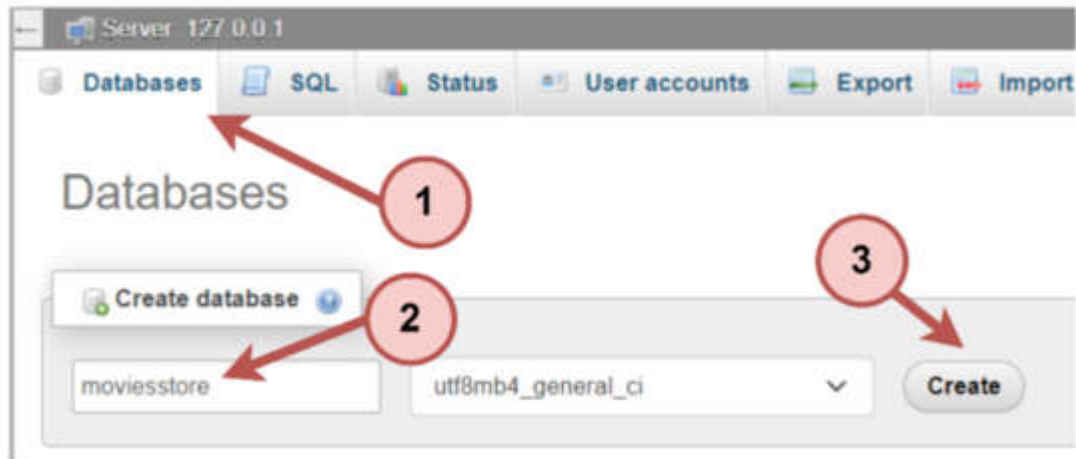 Server: 127.0.0.1
Databases SQL Status User accounts Export Import
Databases
1
Create database
3
2
moviesstore utf8mb4_general_ci Create